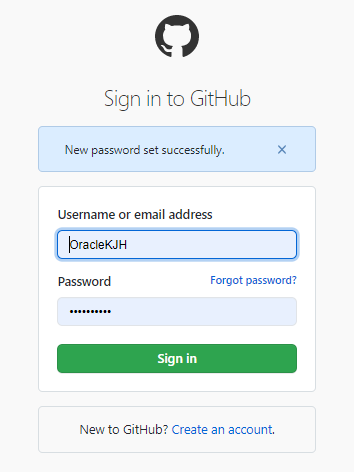 Sign in to GitHub
New password set successfully. ×
Username or email address
OracleKJH
Password Forgot password?
••••••••••
Sign in
New to GitHub? Create an account.